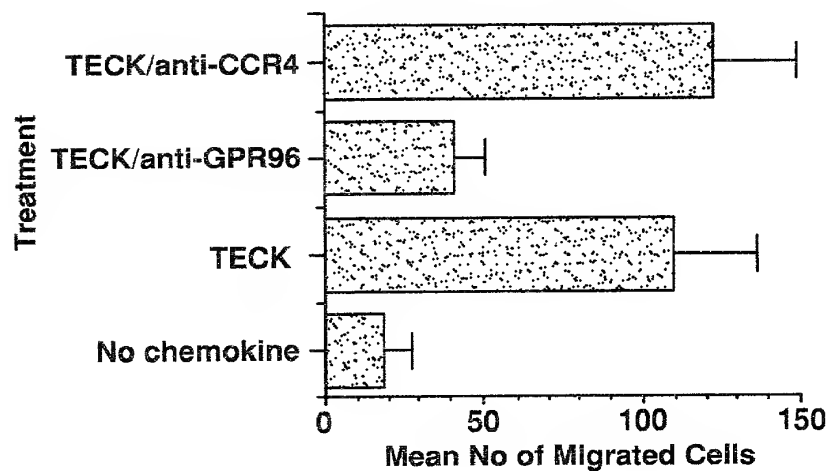 TECK/anti-CCR4
TECK/anti-GPR96
TECK
No chemokine
Treatment
0 50 100 150
Mean No of Migrated Cells